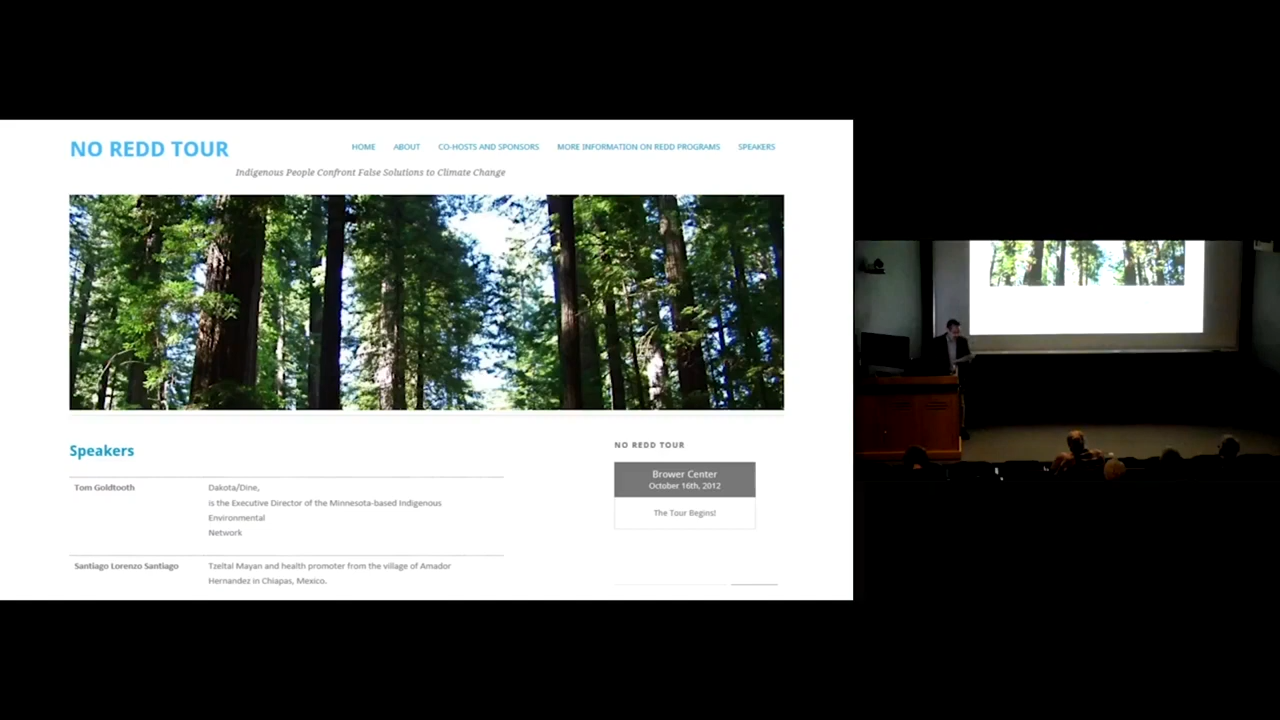 NO REDD TOUR
HOME ABOUT CO-HOSTS AND SPONSORS MORE INFORMATION ON REDD PROGRAMS SPEAKERS
Indigenous People Confront False Solutions to Climate Change
Speakers
Tom Goldtooth
Dakota/Dine,
is the Executive Director of the Minnesota-based Indigenous
Environmental
Network
Santiago Lorenzo Santiago
Tzeltal Mayan and health promoter from the village of Amador
Hernandez in Chiapas, Mexico.
NO REDD TOUR
Brower Center
October 16th, 2012
The Tour Begins!